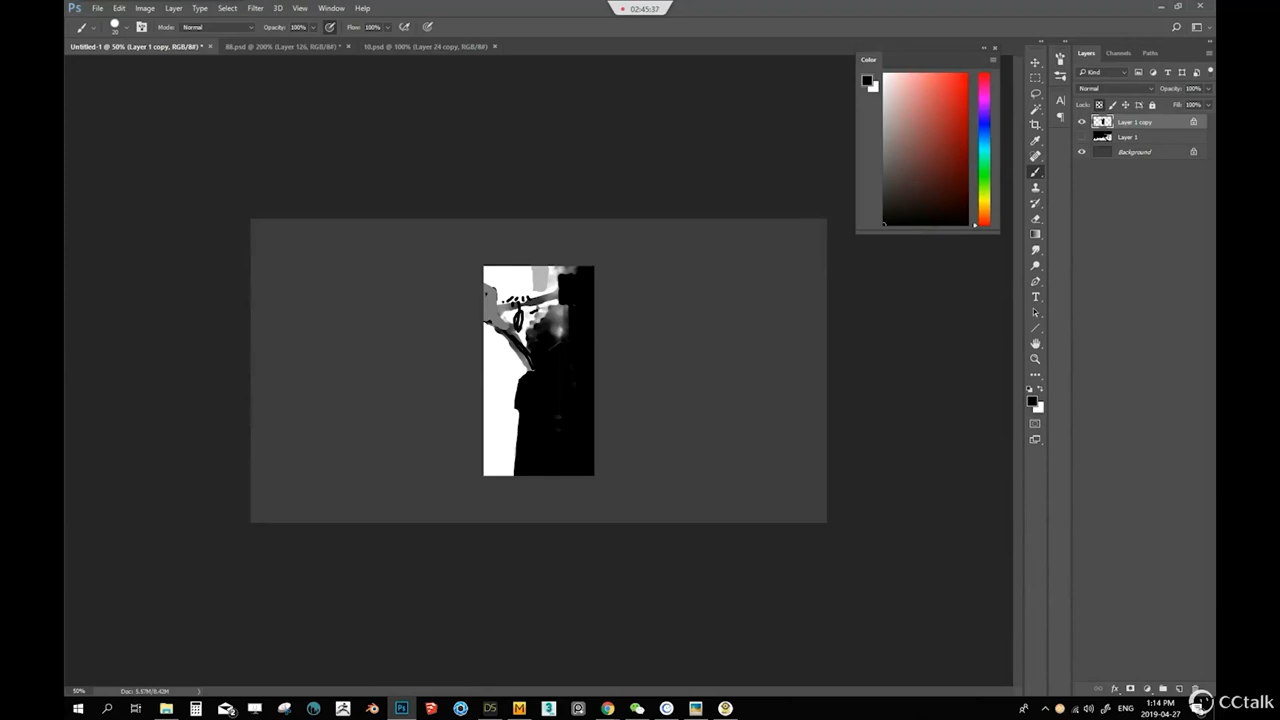 02:45:37
Ps File Edit Image Layer Type Select Filter 3D View Window Help
20 Mode: Normal Opacity: 100% Flow: 100%
Untitled-1 @ 50% (Layer 1 copy, RGB/8#) * × 88.psd @ 200% (Layer 126, RGB/8#) * × 10.psd @ 100% (Layer 24 copy, RGB/8#) ×
Color
Layers Channels Paths
Kind
Normal Opacity: 100%
Lock: Fill: 100%
Layer 1 copy
Layer 1
Background
50% Doc: 5.57M/8.42M
ENG
1:14 PM
2019-04-27
CCtalk